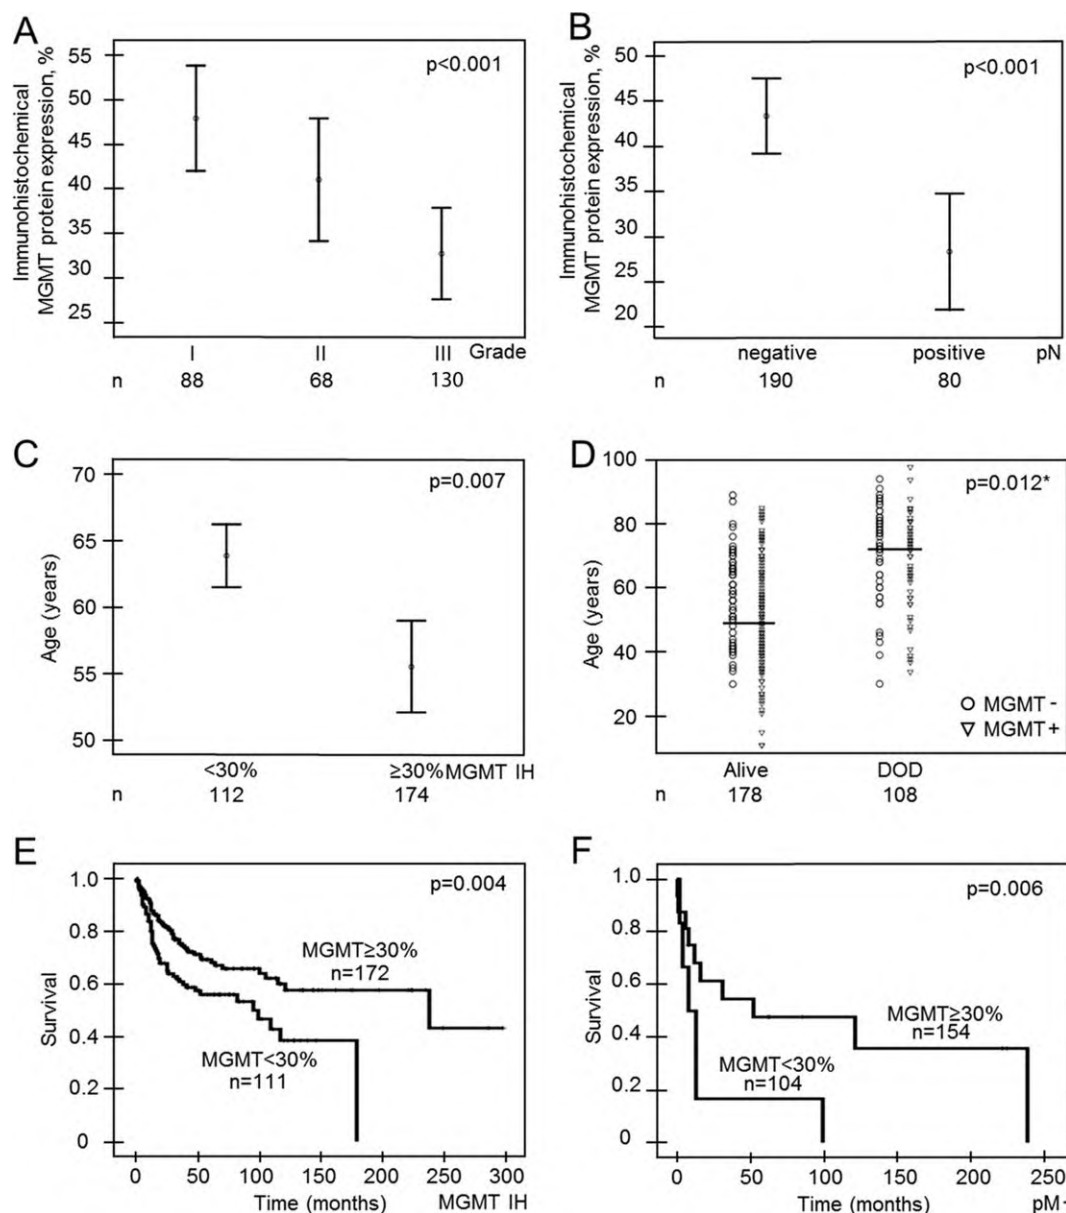 A
Immunohistochemical
MGMT protein expression, %
55
50
45
40
35
30
25
p<0.001
I II III Grade
n 88 68 130
B
Immunohistochemical
MGMT protein expression, %
50
45
40
35
30
25
20
p<0.001
negative positive pN
n 190 80
C
Age (years)
70
65
60
55
50
p=0.007
<30% ≥30% MGMT IH
n 112 174
D
Age (years)
100
80
60
40
20
p=0.012*
MGMT -
MGMT +
Alive DOD
n 178 108
E
Survival
1.0
0.8
0.6
0.4
0.2
0
p=0.004
MGMT≥30%
n=172
MGMT<30%
n=111
0 50 100 150 200 250 300
Time (months) MGMT IH
F
Survival
1.0
0.8
0.6
0.4
0.2
0
p=0.006
MGMT≥30%
n=154
MGMT<30%
n=104
0 50 100 150 200 250
Time (months) pM